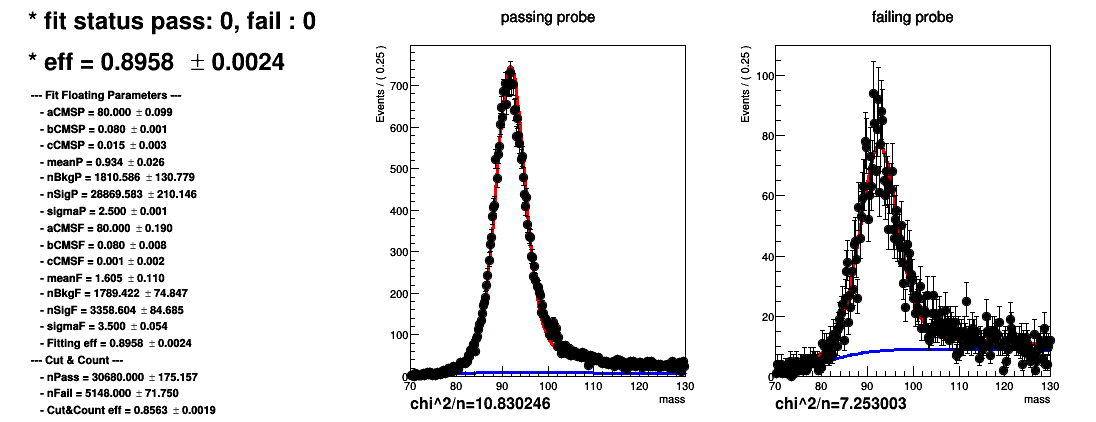 * fit status pass: 0, fail : 0
* eff = 0.8958 ± 0.0024
--- Fit Floating Parameters ---
- aCMSP = 80.000 ± 0.099
- bCMSP = 0.080 ± 0.001
- cCMSP = 0.015 ± 0.003
- meanP = 0.934 ± 0.026
- nBkgP = 1810.586 ± 130.779
- nSigP = 28869.583 ± 210.146
- sigmaP = 2.500 ± 0.001
- aCMSF = 80.000 ± 0.190
- bCMSF = 0.080 ± 0.008
- cCMSF = 0.001 ± 0.002
- meanF = 1.605 ± 0.110
- nBkgF = 1789.422 ± 74.847
- nSigF = 3358.604 ± 84.685
- sigmaF = 3.500 ± 0.054
- Fitting eff = 0.8958 ± 0.0024
--- Cut & Count ---
- nPass = 30680.000 ± 175.157
- nFail = 5148.000 ± 71.750
- Cut&Count eff = 0.8563 ± 0.0019
passing probe
Events / ( 0.25 )
700
600
500
400
300
200
100
0
70 80 90 100 110 120 130
mass
chi^2/n=10.830246
failing probe
Events / ( 0.25 )
100
80
60
40
20
0
70 80 90 100 110 120 130
mass
chi^2/n=7.253003